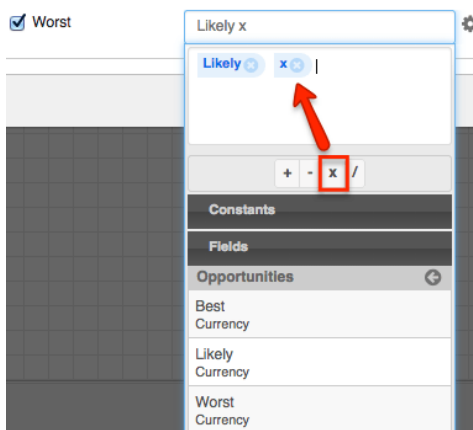 Worst
Likely x
Likely x
+ - x /
Constants
Fields
Opportunities
Best
Currency
Likely
Currency
Worst
Currency